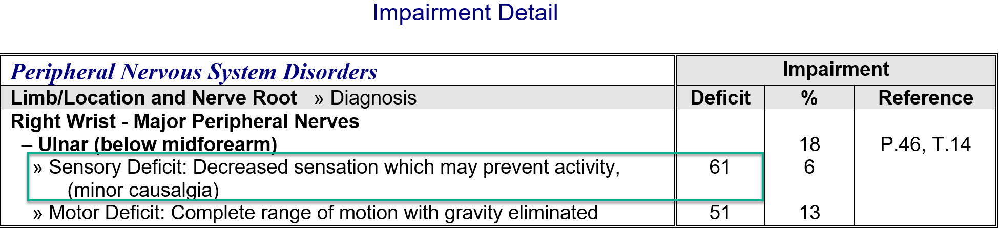 Impairment Detail
Peripheral Nervous System Disorders Impairment
Limb/Location and Nerve Root » Diagnosis Deficit % Reference
Right Wrist - Major Peripheral Nerves
– Ulnar (below midforearm) 18 P.46, T.14
» Sensory Deficit: Decreased sensation which may prevent activity, 61 6
(minor causalgia)
» Motor Deficit: Complete range of motion with gravity eliminated 51 13